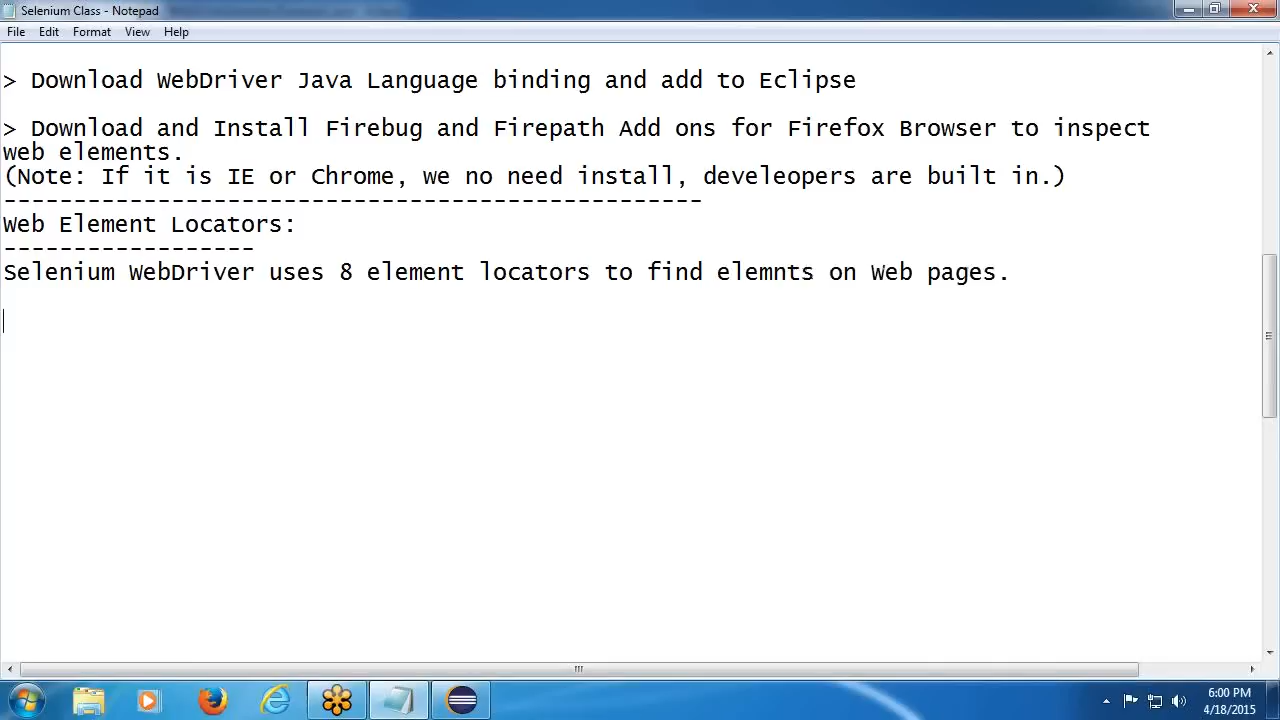 Selenium Class - Notepad
File Edit Format View Help
> Download WebDriver Java Language binding and add to Eclipse
> Download and Install Firebug and Firepath Add ons for Firefox Browser to inspect
web elements.
(Note: If it is IE or Chrome, we no need install, develeopers are built in.)
--------------------------------------------------
Web Element Locators:
------------------
Selenium WebDriver uses 8 element locators to find elemnts on Web pages.
6:00 PM
4/18/2015